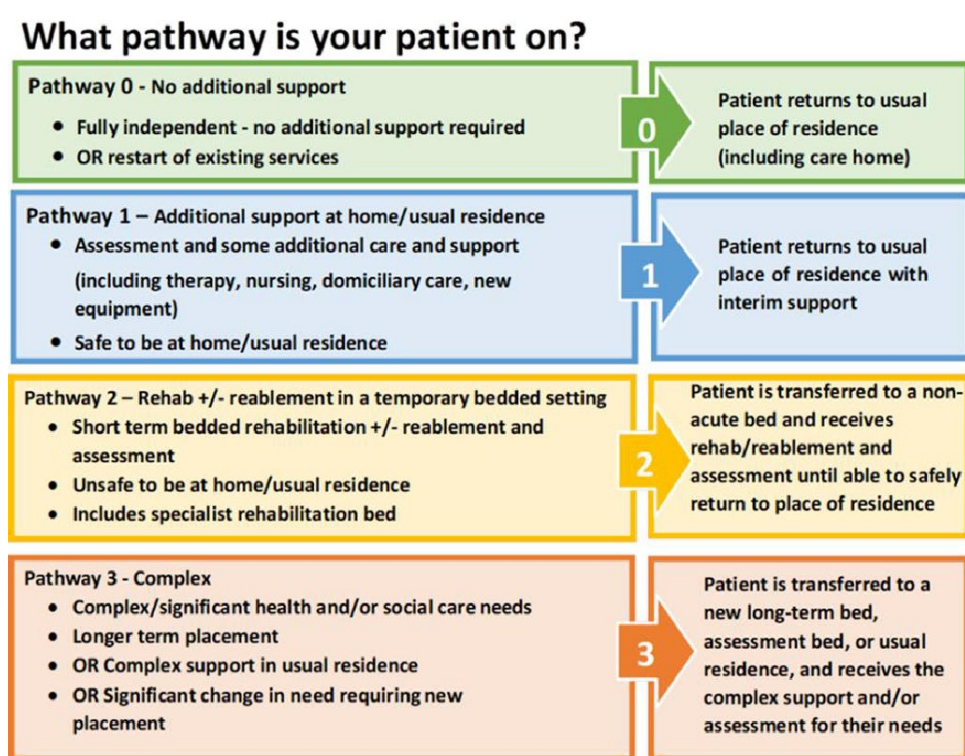 What pathway is your patient on?
Pathway 0 - No additional support
• Fully independent - no additional support required
• OR restart of existing services
0
Patient returns to usual
place of residence
(including care home)
Pathway 1 – Additional support at home/usual residence
• Assessment and some additional care and support
(including therapy, nursing, domiciliary care, new
equipment)
• Safe to be at home/usual residence
1
Patient returns to usual
place of residence with
interim support
Pathway 2 – Rehab +/- reablement in a temporary bedded setting
• Short term bedded rehabilitation +/- reablement and
assessment
• Unsafe to be at home/usual residence
• Includes specialist rehabilitation bed
2
Patient is transferred to a non-
acute bed and receives
rehab/reablement and
assessment until able to safely
return to place of residence
Pathway 3 - Complex
• Complex/significant health and/or social care needs
• Longer term placement
• OR Complex support in usual residence
• OR Significant change in need requiring new
placement
3
Patient is transferred to a
new long-term bed,
assessment bed, or usual
residence, and receives the
complex support and/or
assessment for their needs